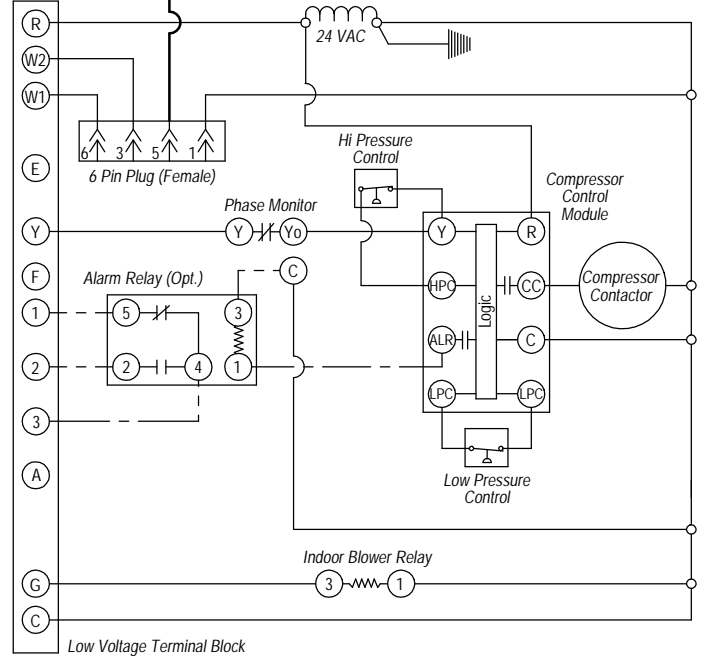 R
24 VAC
W2
W1
6 3 5 1
6 Pin Plug (Female)
Hi Pressure
Control
E
Compressor
Control
Module
Phase Monitor
Y
Y Yo
Y R
F
C
Alarm Relay (Opt.)
HPC CC
Compressor
Contactor
Logic
1
5 3
ALR C
2
2 4 1
LPC LPC
3
A
Low Pressure
Control
Indoor Blower Relay
G
3 1
C
Low Voltage Terminal Block